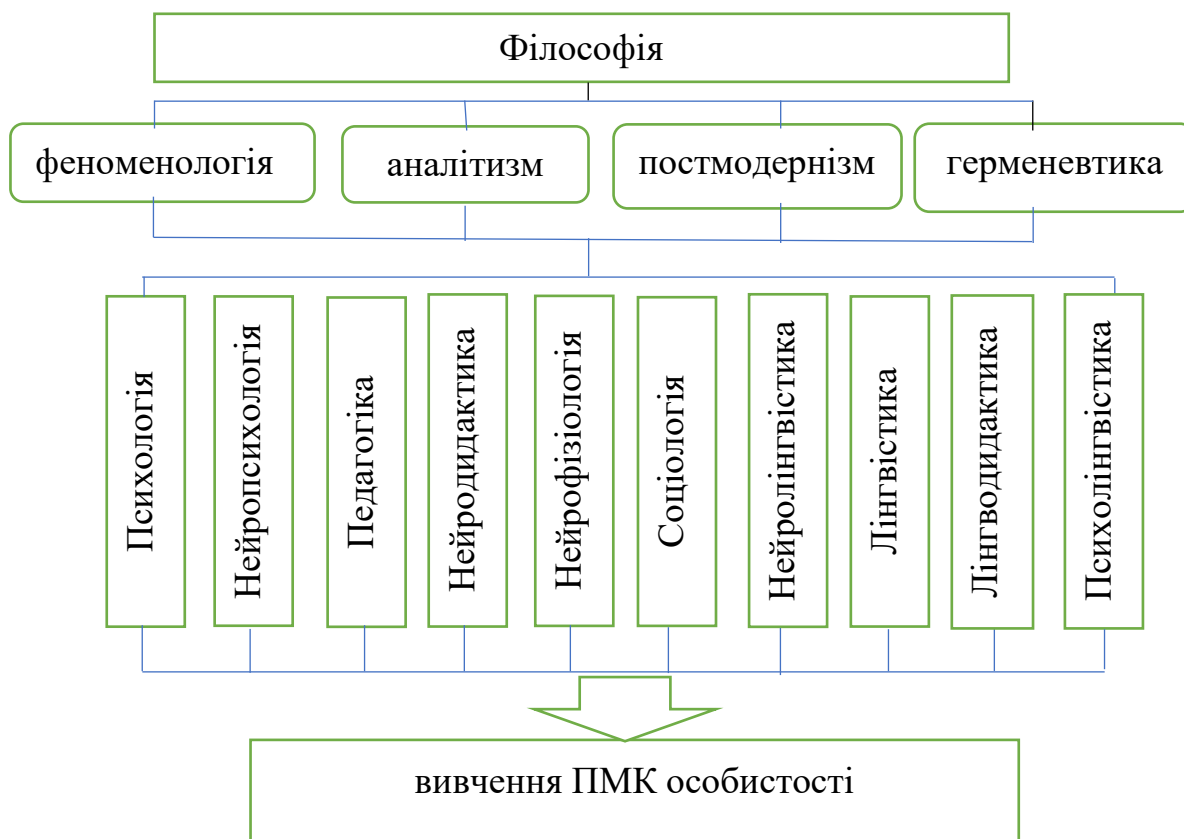 Філософія
феноменологія
аналітизм
постмодернізм
герменевтика
Психологія
Нейропсихологія
Педагогіка
Нейродидактика
Нейрофізіологія
Соціологія
Нейролінгвістика
Лінгвістика
Лінгводидактика
Психолінгвістика
вивчення ПМК особистості